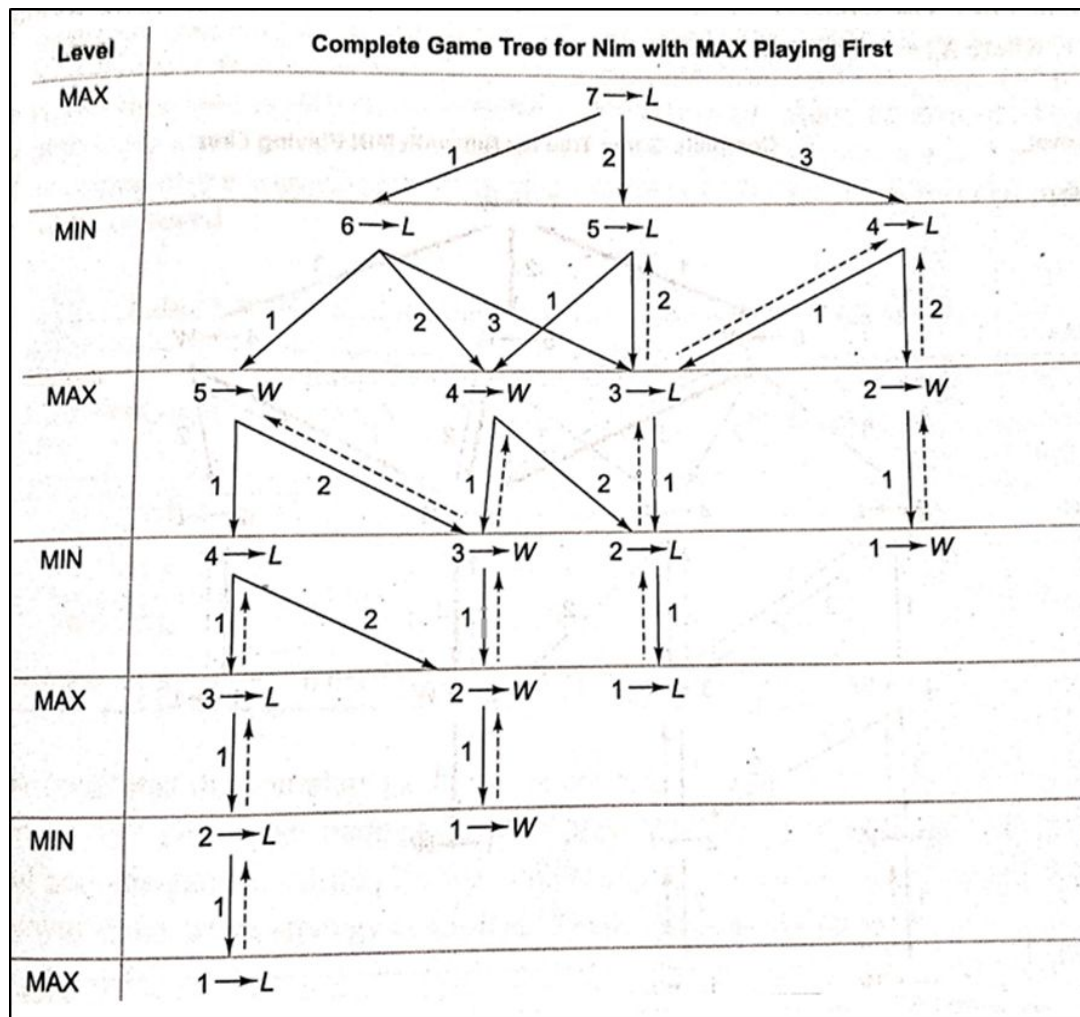 Level Complete Game Tree for Nim with MAX Playing First
MAX 7→L
1 2 3
MIN 6→L 5→L 4→L
1 2 3 1 2 1 2
MAX 5→W 4→W 3→L 2→W
1 2 1 2 1 1
MIN 4→L 3→W 2→L 1→W
1 2 1 1
MAX 3→L 2→W 1→L
1 1
MIN 2→L 1→W
1
MAX 1→L